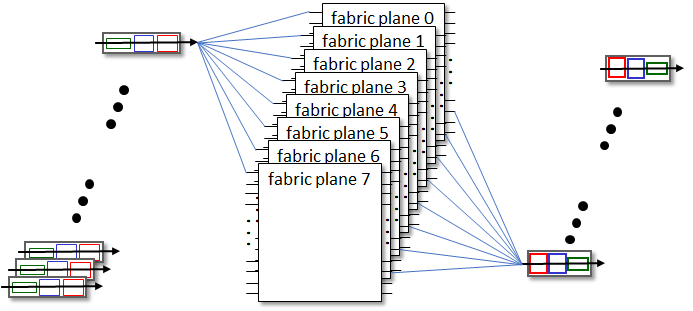 fabric plane 0
fabric plane 1
fabric plane 2
fabric plane 3
fabric plane 4
fabric plane 5
fabric plane 6
fabric plane 7